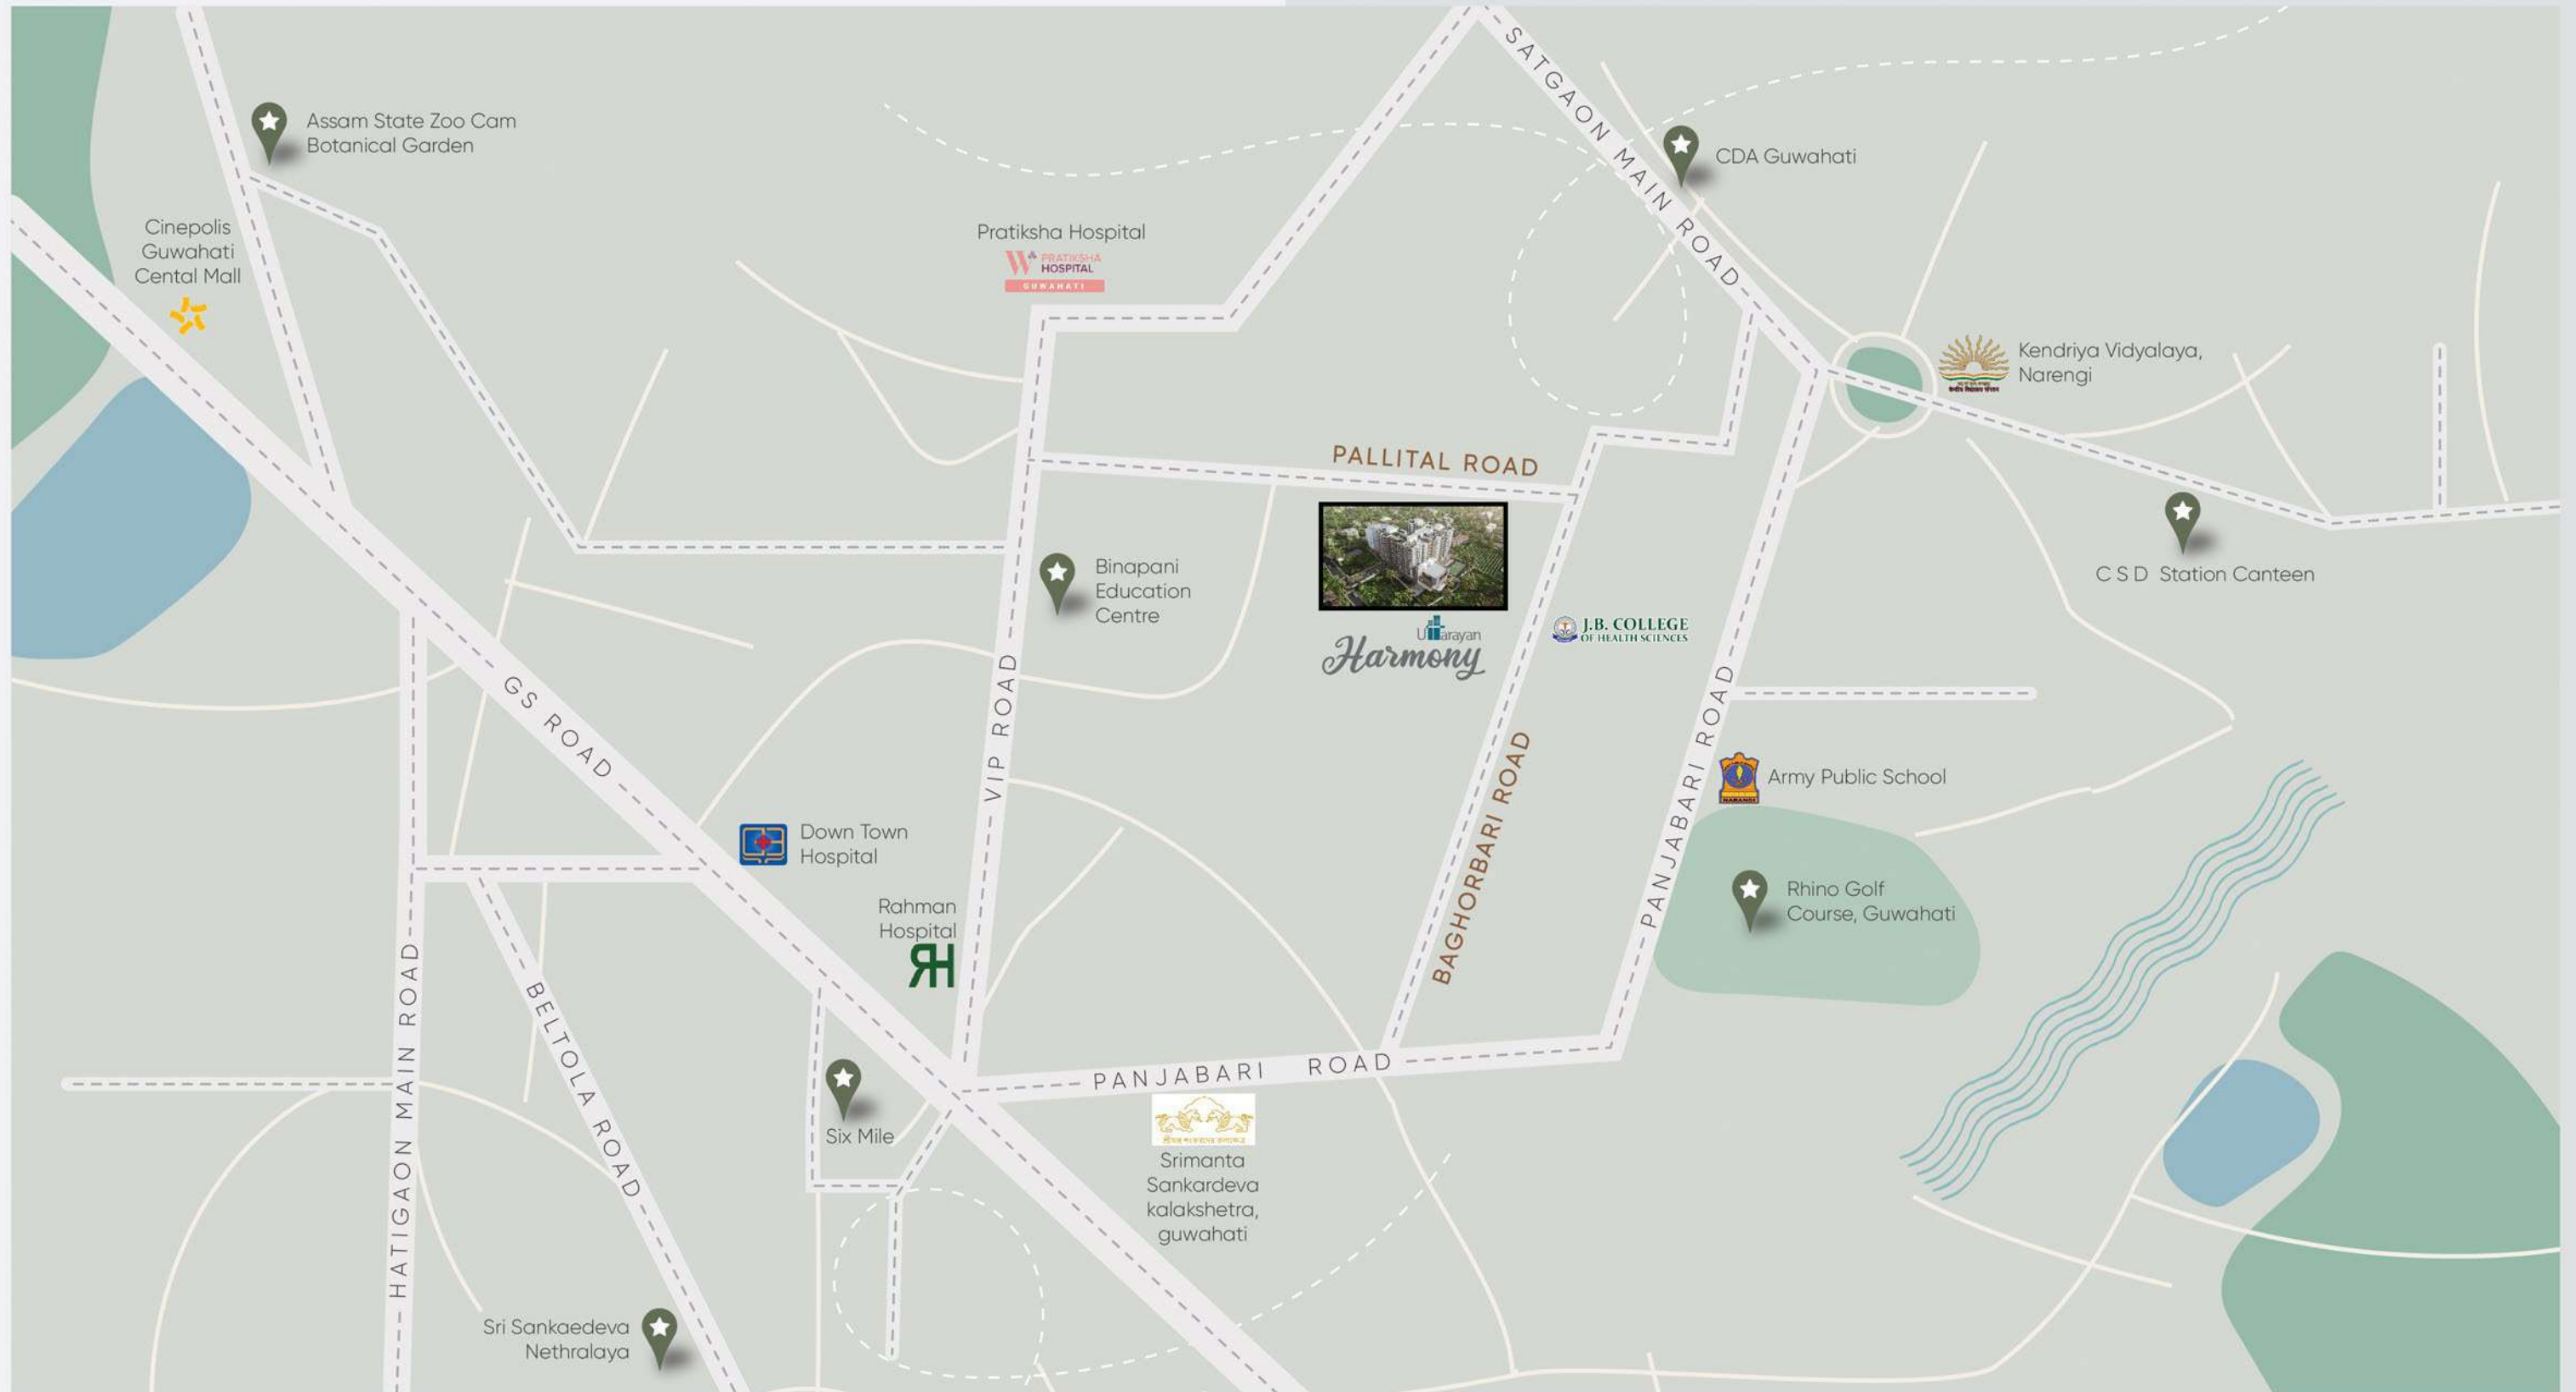 SATGAON MAIN ROAD
Assam State Zoo Cam
Botanical Garden
CDA Guwahati
Cinepolis
Guwahati
Cental Mall
Pratiksha Hospital
PRATIKSHA
HOSPITAL
GUWAHATI
Kendriya Vidyalaya,
Narengi
केन्द्रीय विद्यालय संगठन
PALLITAL ROAD
C S D Station Canteen
Binapani
Education
Centre
Uttarayan
Harmony
J.B. COLLEGE
OF HEALTH SCIENCES
GS ROAD
VIP ROAD
BAGHORBARI ROAD
PANJABARI ROAD
Army Public School
NARANGI
Down Town
Hospital
Rhino Golf
Course, Guwahati
Rahman
Hospital
RH
HATIGAON MAIN ROAD
BELTOLA ROAD
PANJABARI ROAD
Six Mile
Srimanta
Sankardeva
kalakshetra,
guwahati
Sri Sankaedeva
Nethralaya